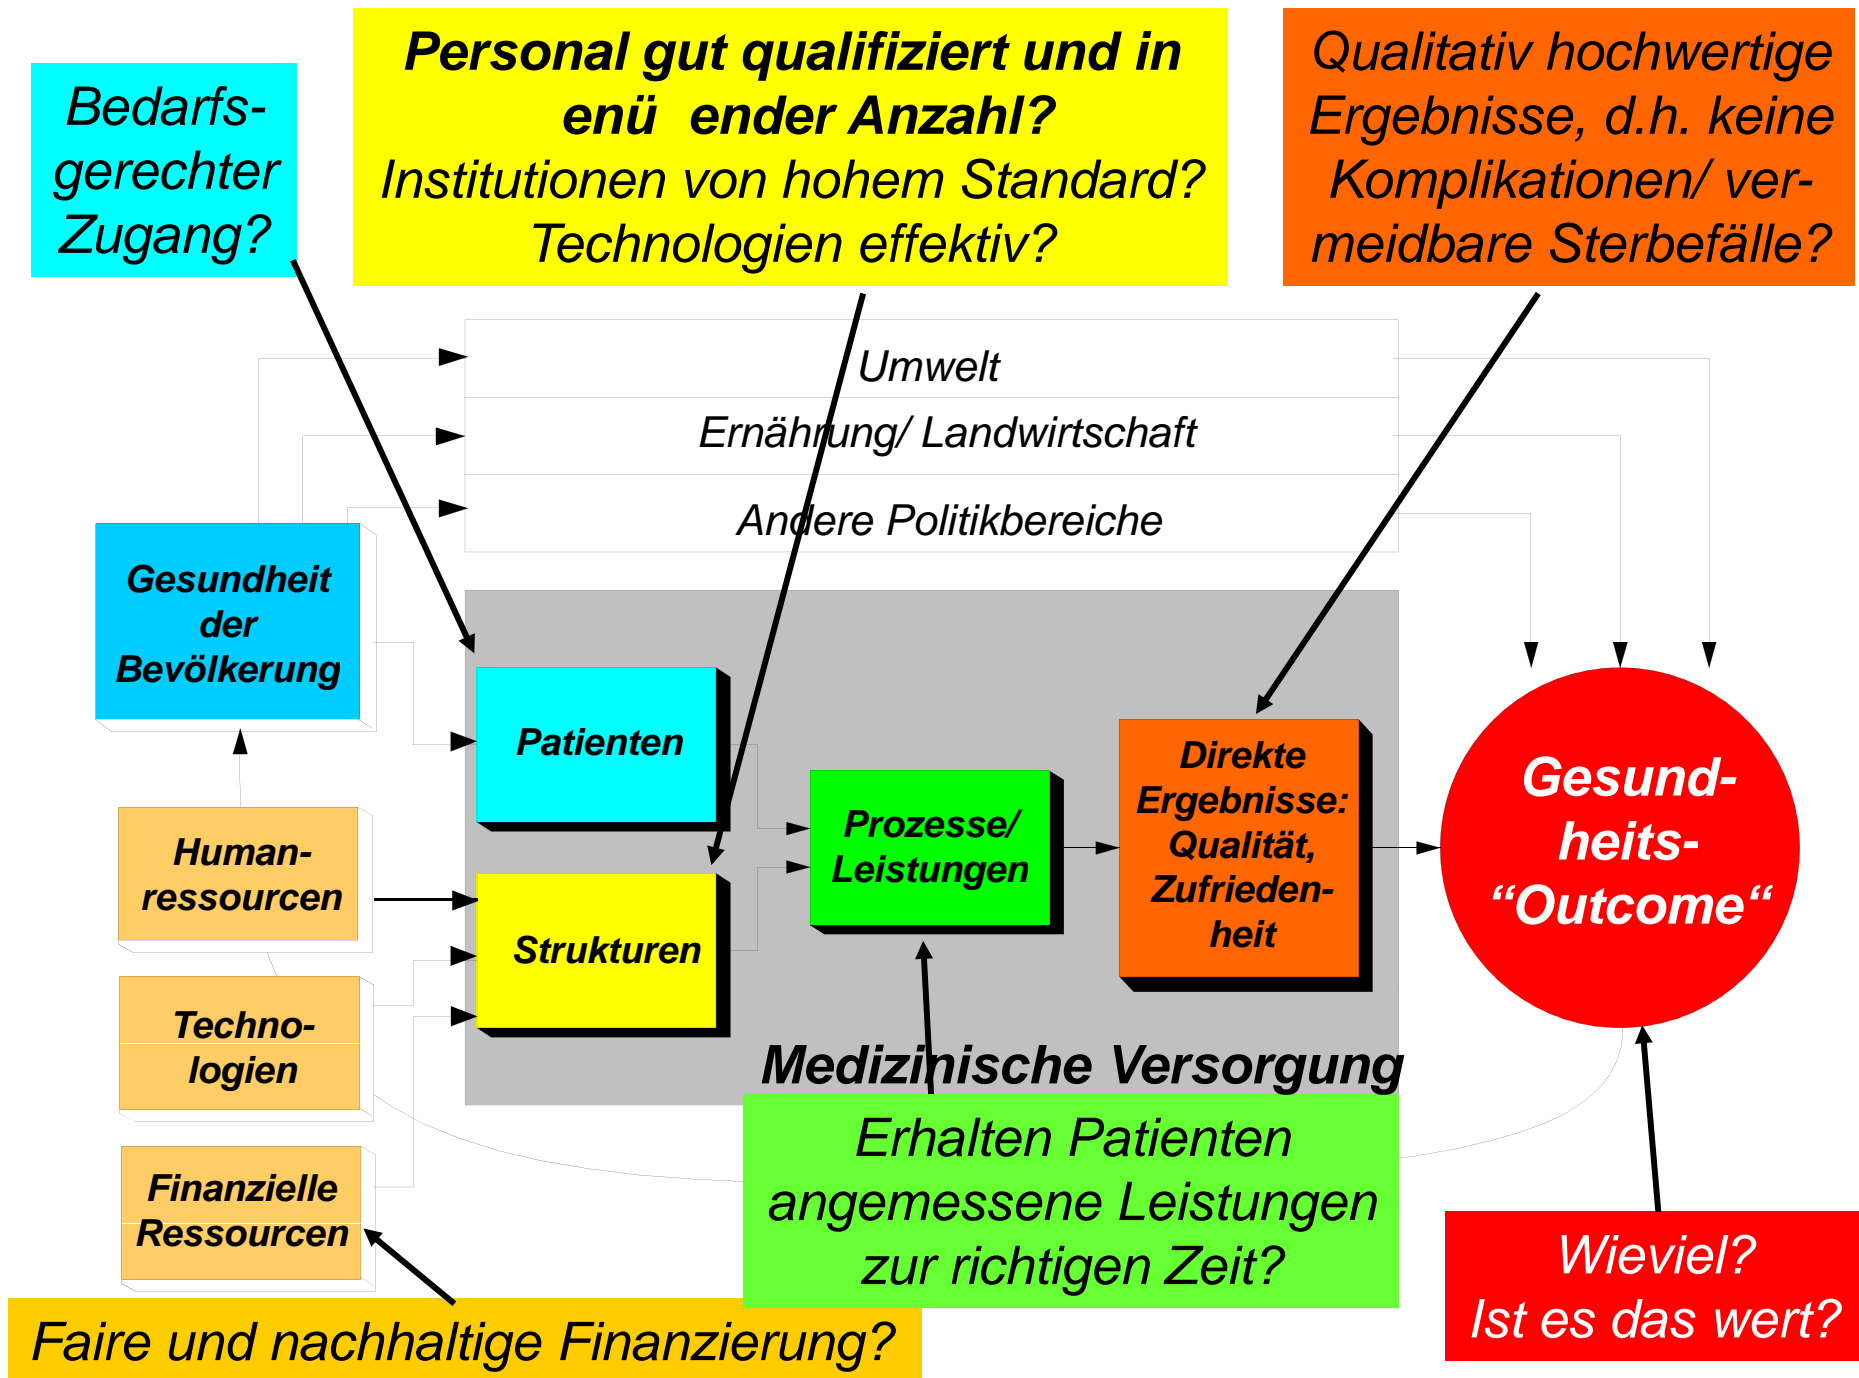 Bedarfs-
gerechter
Zugang?
Personal gut qualifiziert und in
enü ender Anzahl?
Institutionen von hohem Standard?
Technologien effektiv?
Qualitativ hochwertige
Ergebnisse, d.h. keine
Komplikationen/ ver-
meidbare Sterbefälle?
Umwelt
Ernährung/ Landwirtschaft
Andere Politikbereiche
Gesundheit
der
Bevölkerung
Human-
ressourcen
Techno-
logien
Finanzielle
Ressourcen
Patienten
Strukturen
Prozesse/
Leistungen
Direkte
Ergebnisse:
Qualität,
Zufrieden-
heit
Gesund-
heits-
“Outcome“
Medizinische Versorgung
Erhalten Patienten
angemessene Leistungen
zur richtigen Zeit?
Wieviel?
Ist es das wert?
Faire und nachhaltige Finanzierung?